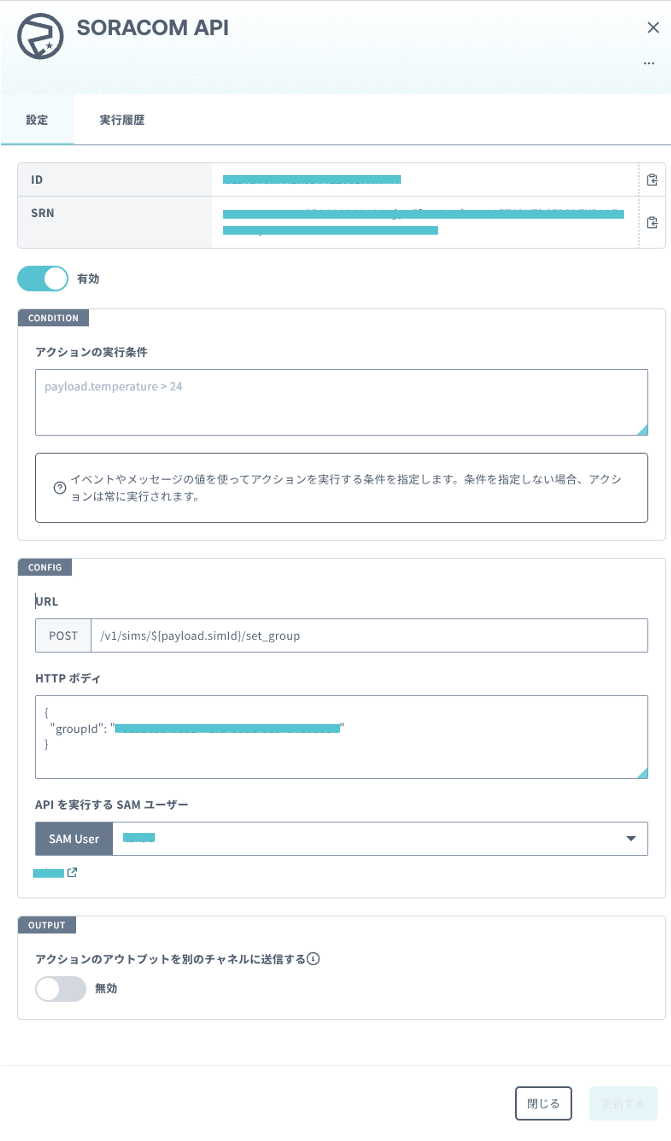 SORACOM API
設定
実行履歴
ID
SRN
有効
CONDITION
アクションの実行条件
payload.temperature > 24
イベントやメッセージの値を使ってアクションを実行する条件を指定します。条件を指定しない場合、アクシ
ョンは常に実行されます。
CONFIG
URL
POST
/v1/sims/${payload.simId}/set_group
HTTP ボディ
{
"groupId": "
"
}
API を実行する SAM ユーザー
SAM User
OUTPUT
アクションのアウトプットを別のチャネルに送信する
無効
閉じる
更新する